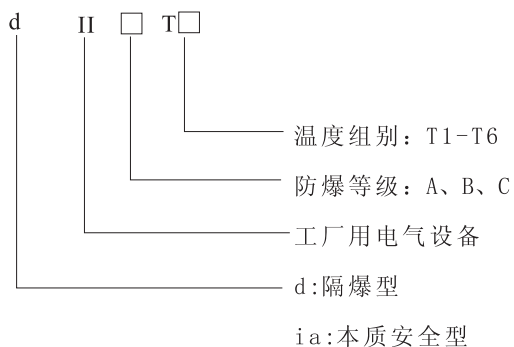 d II □ T□
温度组别：T1-T6
防爆等级：A、B、C
工厂用电气设备
d:隔爆型
ia:本质安全型